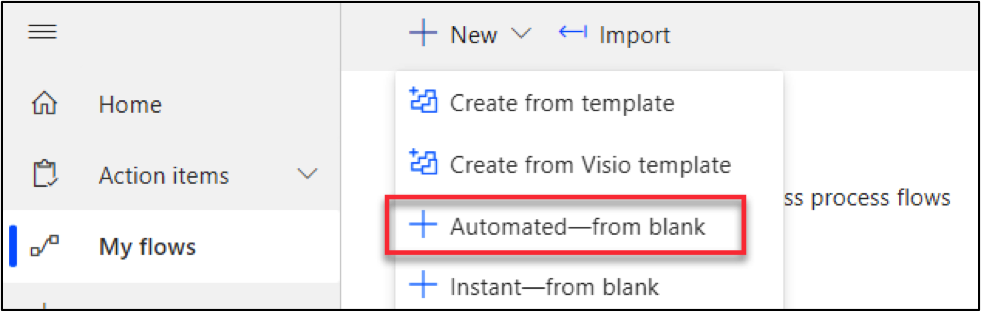 New
Import
Home
Action items
My flows
Create from template
Create from Visio template
Automated—from blank
Instant—from blank
ss process flows